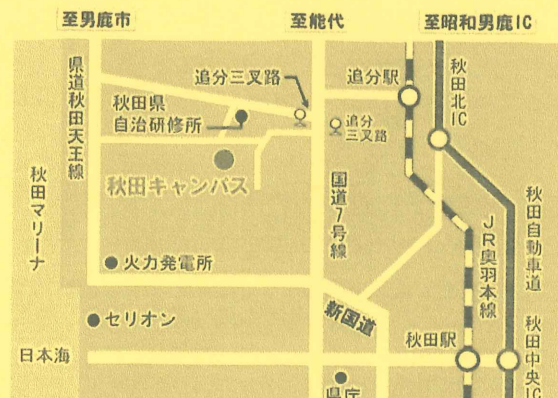 至男鹿市
至能代
至昭和男鹿IC
県道秋田天王線
追分三叉路
追分駅
秋田北IC
秋田県
自治研修所
追分
三叉路
秋田キャンパス
秋田マリーナ
国道7号線
JR奥羽本線
秋田自動車道
火力発電所
新国道
セリオン
秋田駅
秋田中央IC
日本海
県庁